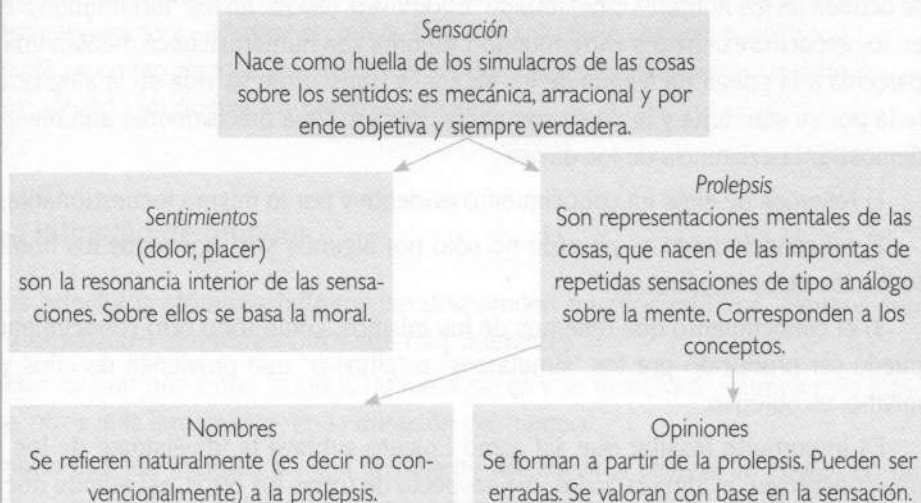 Sensación
Nace como huella de los simulacros de las cosas
sobre los sentidos: es mecánica, arracional y por
ende objetiva y siempre verdadera.
Sentimientos
(dolor, placer)
son la resonancia interior de las sensa-
ciones. Sobre ellos se basa la moral.
Prolepsis
Son representaciones mentales de las
cosas, que nacen de las improntas de
repetidas sensaciones de tipo análogo
sobre la mente. Corresponden a los
conceptos.
Nombres
Se refieren naturalmente (es decir no con-
vencionalmente) a la prolepsis.
Opiniones
Se forman a partir de la prolepsis. Pueden ser
erradas. Se valoran con base en la sensación.